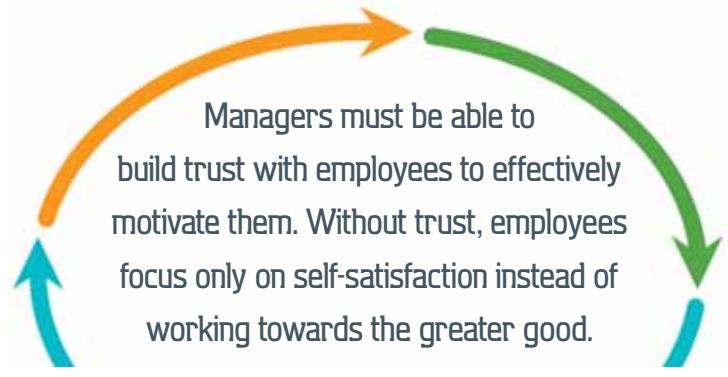 Managers must be able to
build trust with employees to effectively
motivate them. Without trust, employees
focus only on self-satisfaction instead of
working towards the greater good.